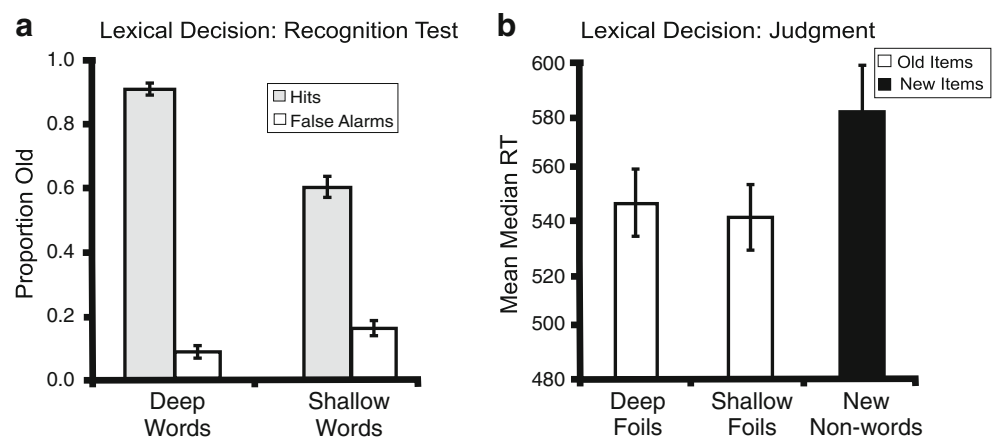 a
Lexical Decision: Recognition Test
Proportion Old
1.0
0.8
0.6
0.4
0.2
0.0
Hits
False Alarms
Deep
Words
Shallow
Words
b
Lexical Decision: Judgment
Mean Median RT
600
580
560
540
520
500
480
Old Items
New Items
Deep
Foils
Shallow
Foils
New
Non-words